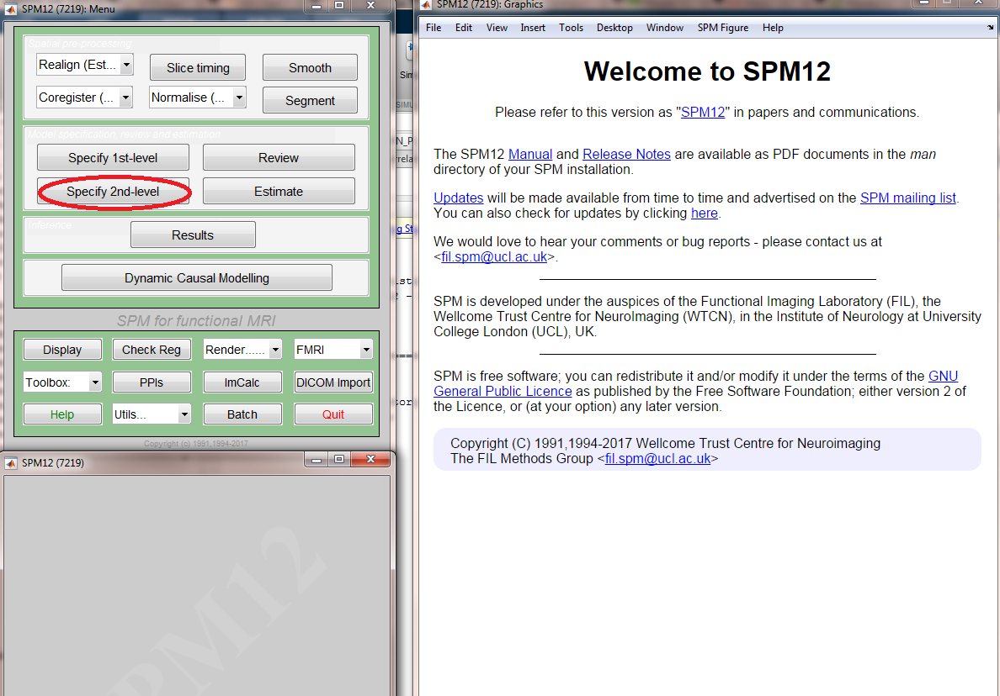 SPM12 (7219): Menu
Spatial pre-processing
Realign (Est...
Slice timing
Smooth
Coregister (...
Normalise (...
Segment
Model specification, review and estimation
Specify 1st-level
Review
Specify 2nd-level
Estimate
Inference
Results
Dynamic Causal Modelling
SPM for functional MRI
Display
Check Reg
Render......
FMRI
Toolbox:
PPIs
ImCalc
DICOM Import
Help
Utils...
Batch
Quit
Copyright (c) 1991,1994-2017
SPM12 (7219)
SPM12
SPM12 (7219): Graphics
File Edit View Insert Tools Desktop Window SPM Figure Help
Welcome to SPM12
Please refer to this version as "SPM12" in papers and communications.
The SPM12 Manual and Release Notes are available as PDF documents in the man
directory of your SPM installation.
Updates will be made available from time to time and advertised on the SPM mailing list.
You can also check for updates by clicking here.
We would love to hear your comments or bug reports - please contact us at
<fil.spm@ucl.ac.uk>.
SPM is developed under the auspices of the Functional Imaging Laboratory (FIL), the
Wellcome Trust Centre for NeuroImaging (WTCN), in the Institute of Neurology at University
College London (UCL), UK.
SPM is free software; you can redistribute it and/or modify it under the terms of the GNU
General Public Licence as published by the Free Software Foundation; either version 2 of
the Licence, or (at your option) any later version.
Copyright (C) 1991,1994-2017 Wellcome Trust Centre for Neuroimaging
The FIL Methods Group <fil.spm@ucl.ac.uk>